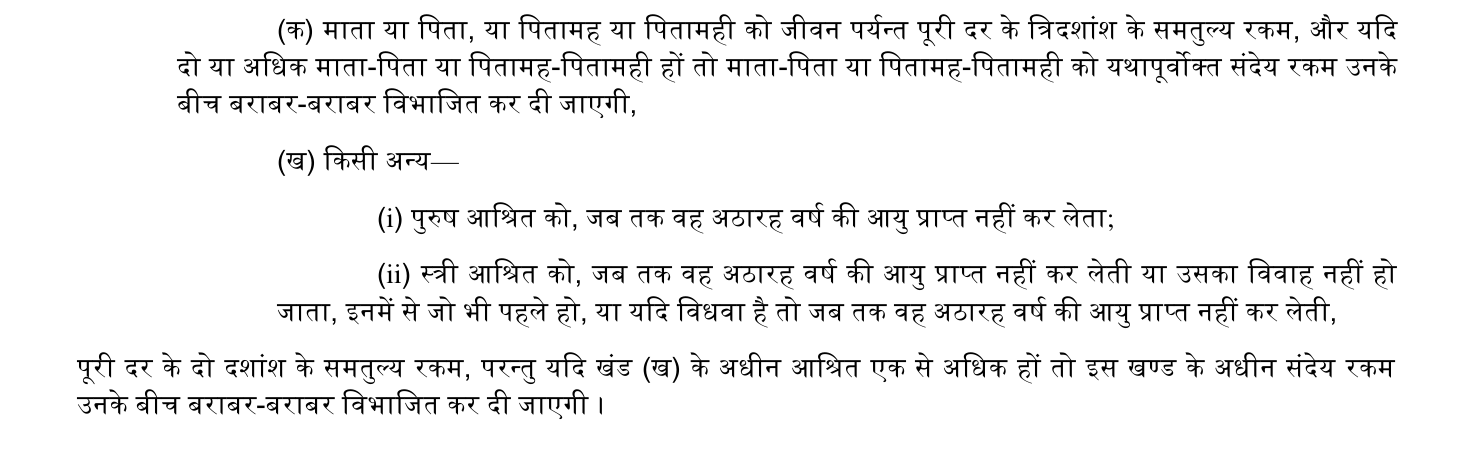 (क) माता या पिता, या पितामह या पितामही को जीवन पर्यन्त पूरी दर के त्रिदशांश के समतुल्य रकम, और यदि
दो या अधिक माता-पिता या पितामह-पितामही हों तो माता-पिता या पितामह-पितामही को यथापूर्वोक्त संदेय रकम उनके
बीच बराबर-बराबर विभाजित कर दी जाएगी,
(ख) किसी अन्य—
(i) पुरुष आश्रित को, जब तक वह अठारह वर्ष की आयु प्राप्त नहीं कर लेता;
(ii) स्त्री आश्रित को, जब तक वह अठारह वर्ष की आयु प्राप्त नहीं कर लेती या उसका विवाह नहीं हो
जाता, इनमें से जो भी पहले हो, या यदि विधवा है तो जब तक वह अठारह वर्ष की आयु प्राप्त नहीं कर लेती,
पूरी दर के दो दशांश के समतुल्य रकम, परन्तु यदि खंड (ख) के अधीन आश्रित एक से अधिक हों तो इस खण्ड के अधीन संदेय रकम
उनके बीच बराबर-बराबर विभाजित कर दी जाएगी ।